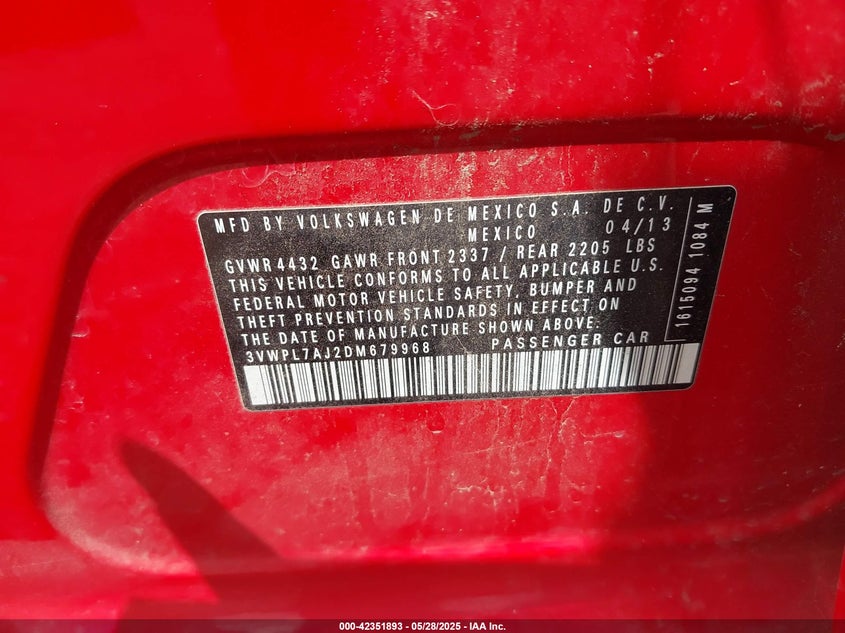 MFD BY VOLKSWAGEN DE MEXICO S.A. DE C.V.
MEXICO 04/13
GVWR4432 GAWR FRONT 2337 / REAR 2205 LBS
THIS VEHICLE CONFORMS TO ALL APPLICABLE U.S.
FEDERAL MOTOR VEHICLE SAFETY, BUMPER AND
THEFT PREVENTION STANDARDS IN EFFECT ON
THE DATE OF MANUFACTURE SHOWN ABOVE.
3VWPL7AJ2DM679968 PASSENGER CAR
1615094 1084 M
000-42351893 - 05/28/2025 - IAA Inc.